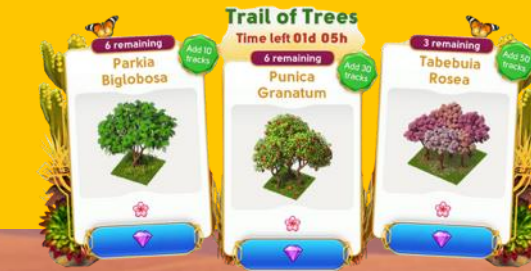 Trail of Trees
Time left 01d 05h
6 remaining
Add 10
tracks
Parkia
Biglobosa
6 remaining
Add 30
tracks
Punica
Granatum
3 remaining
Add 50
tracks
Tabebuia
Rosea